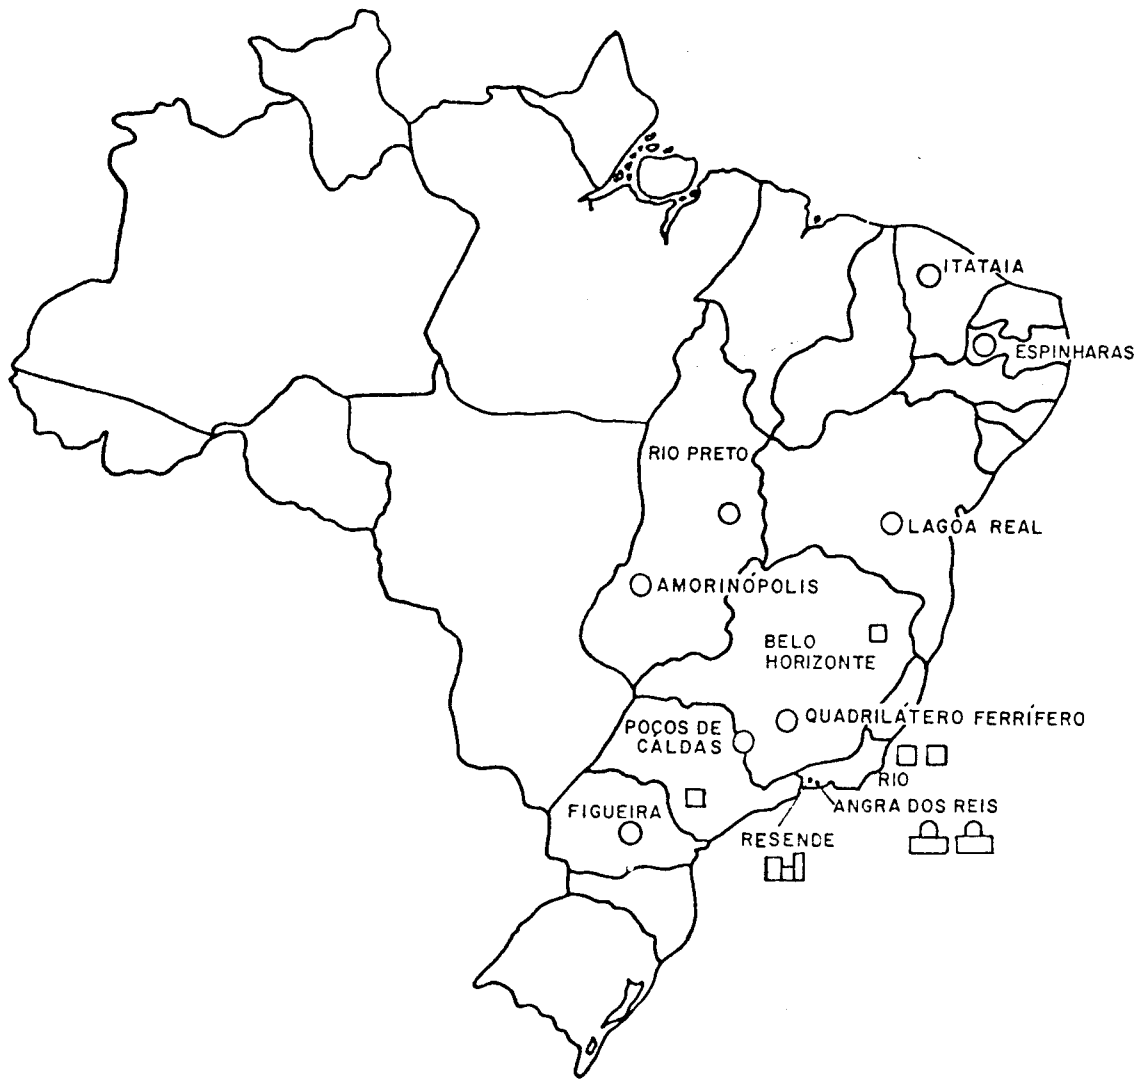 ITATAIA
ESPINHARAS
RIO PRETO
LAGOA REAL
AMORINÓPOLIS
BELO
HORIZONTE
QUADRILÁTERO FERRÍFERO
POÇOS DE
CALDAS
RIO
ANGRA DOS REIS
FIGUEIRA
RESENDE